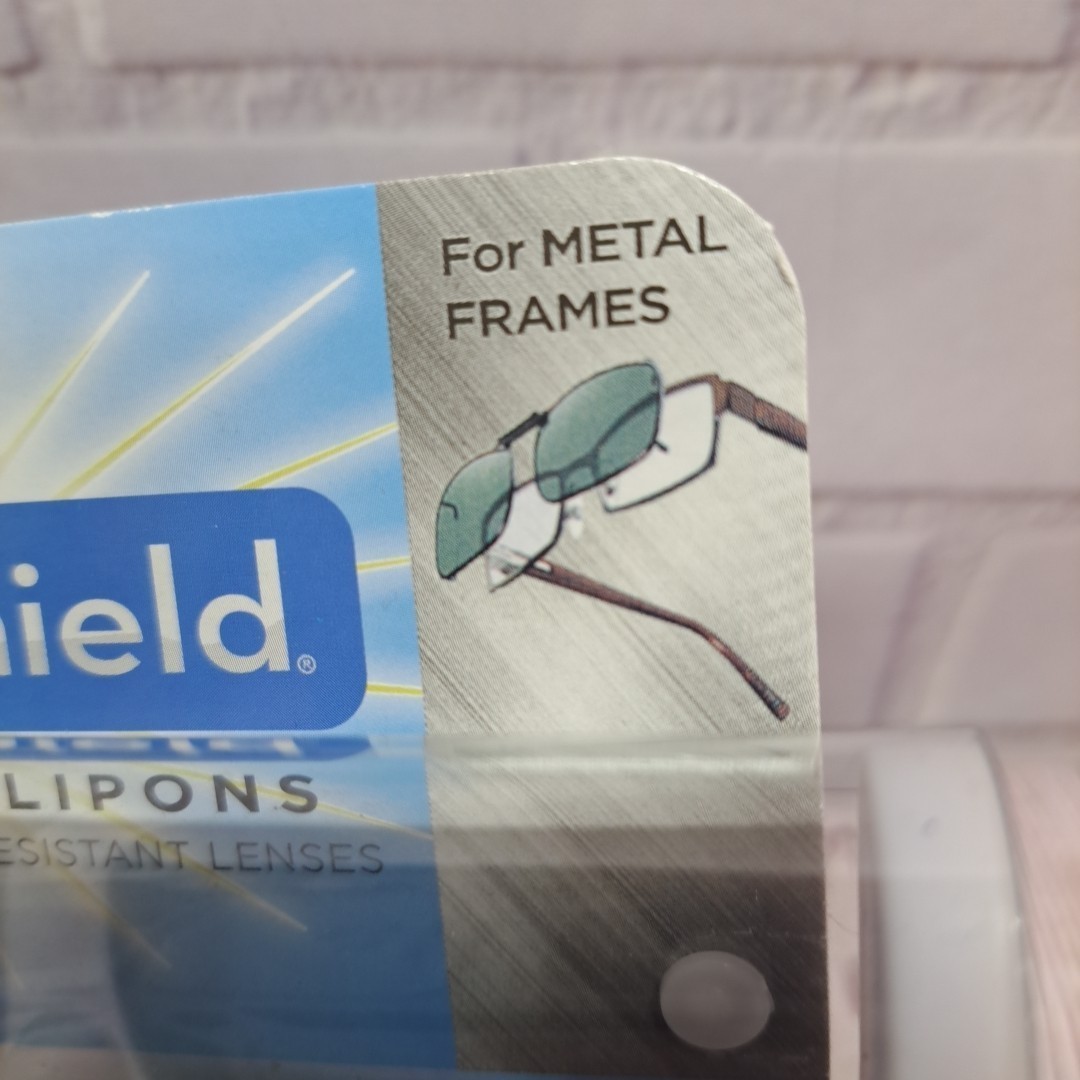 For METAL
FRAMES
hield®
LIPONS
ESISTANT LENSES